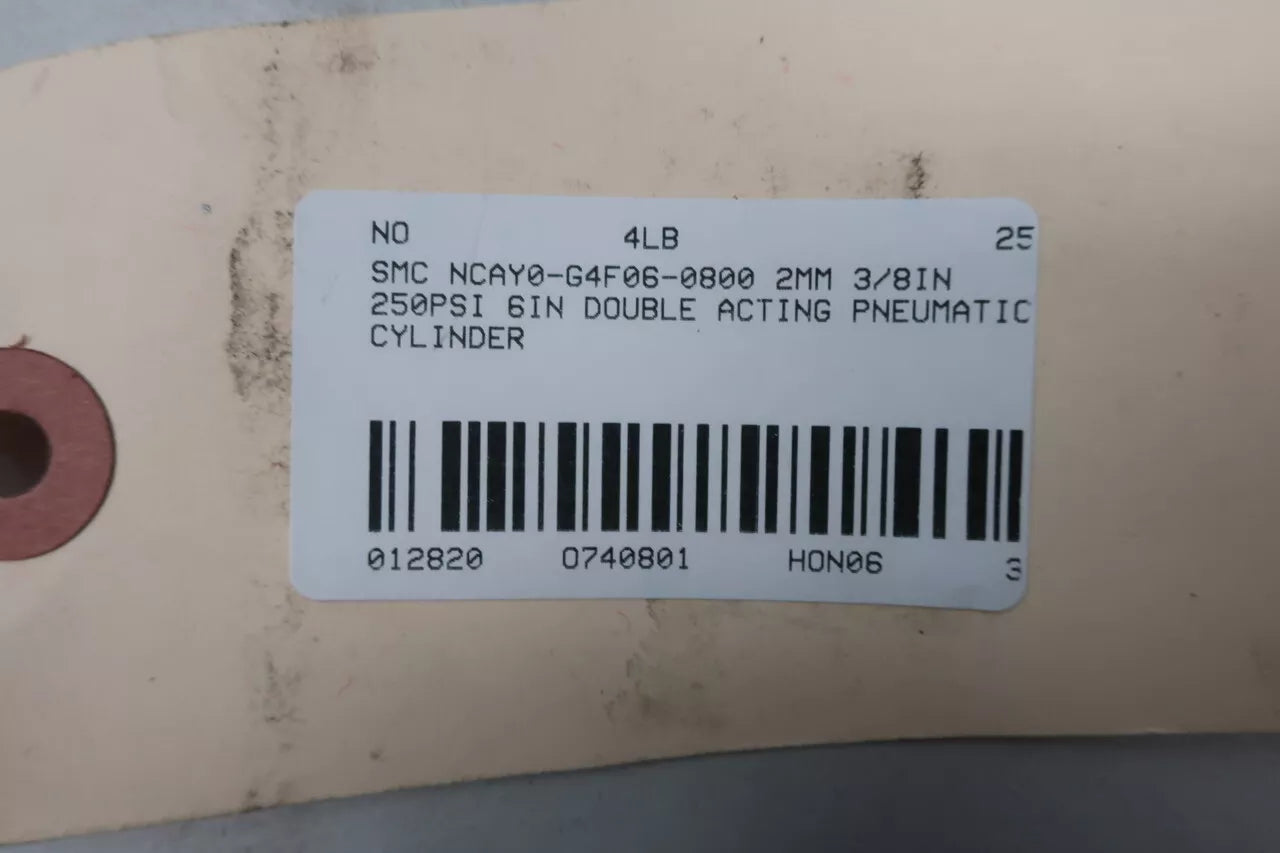 NO 4LB 25
SMC NCAY0-G4F06-0800 2MM 3/8IN
250PSI 6IN DOUBLE ACTING PNEUMATIC
CYLINDER
012820 O740801 HON06 3